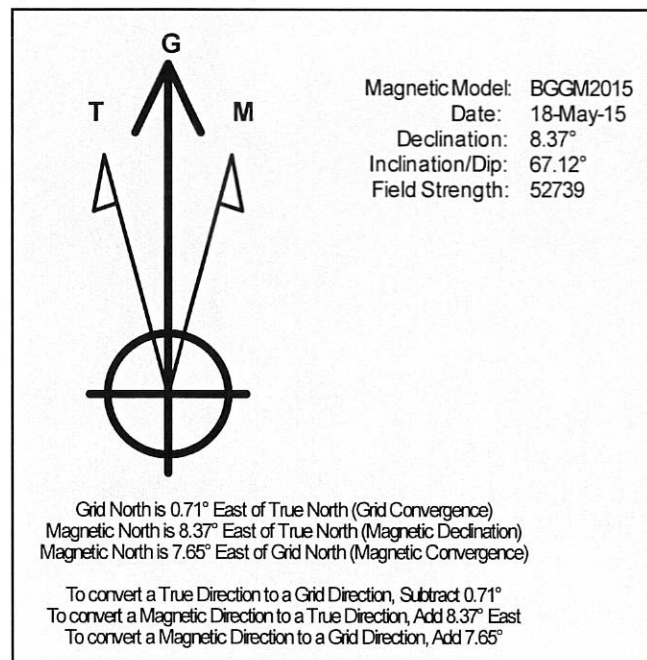 G
T
M
Magnetic Model: BGGM2015
Date: 18-May-15
Declination: 8.37°
Inclination/Dip: 67.12°
Field Strength: 52739
Grid North is 0.71° East of True North (Grid Convergence)
Magnetic North is 8.37° East of True North (Magnetic Declination)
Magnetic North is 7.65° East of Grid North (Magnetic Convergence)
To convert a True Direction to a Grid Direction, Subtract 0.71°
To convert a Magnetic Direction to a True Direction, Add 8.37° East
To convert a Magnetic Direction to a Grid Direction, Add 7.65°